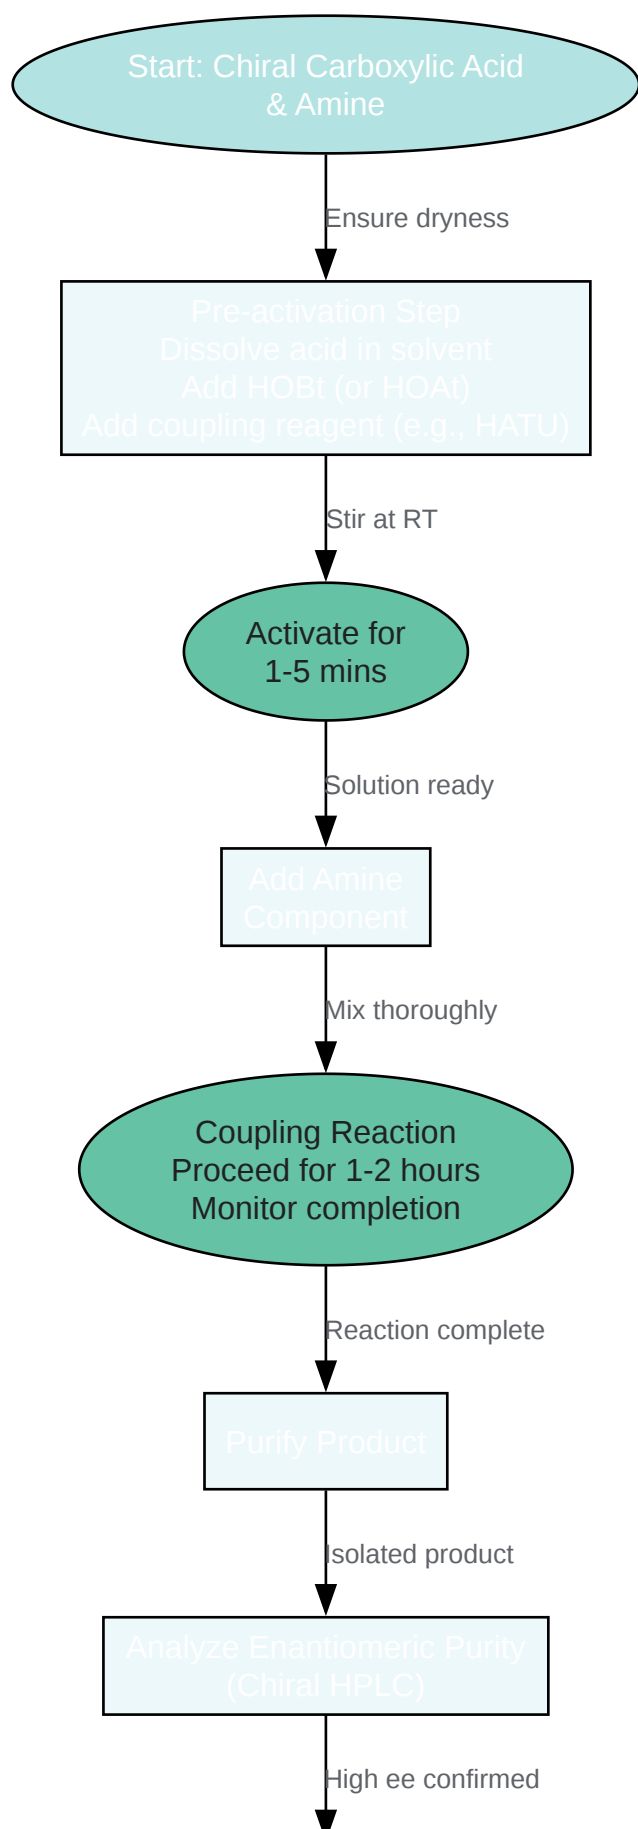 Start: Chiral Carboxylic Acid
& Amine
Ensure dryness
Pre-activation Step
Dissolve acid in solvent
Add HOBt (or HOAt)
Add coupling reagent (e.g., HATU)
Stir at RT
Activate for
1-5 mins
Solution ready
Add Amine
Component
Mix thoroughly
Coupling Reaction
Proceed for 1-2 hours
Monitor completion
Reaction complete
Purify Product
Isolated product
Analyze Enantiomeric Purity
(Chiral HPLC)
High ee confirmed